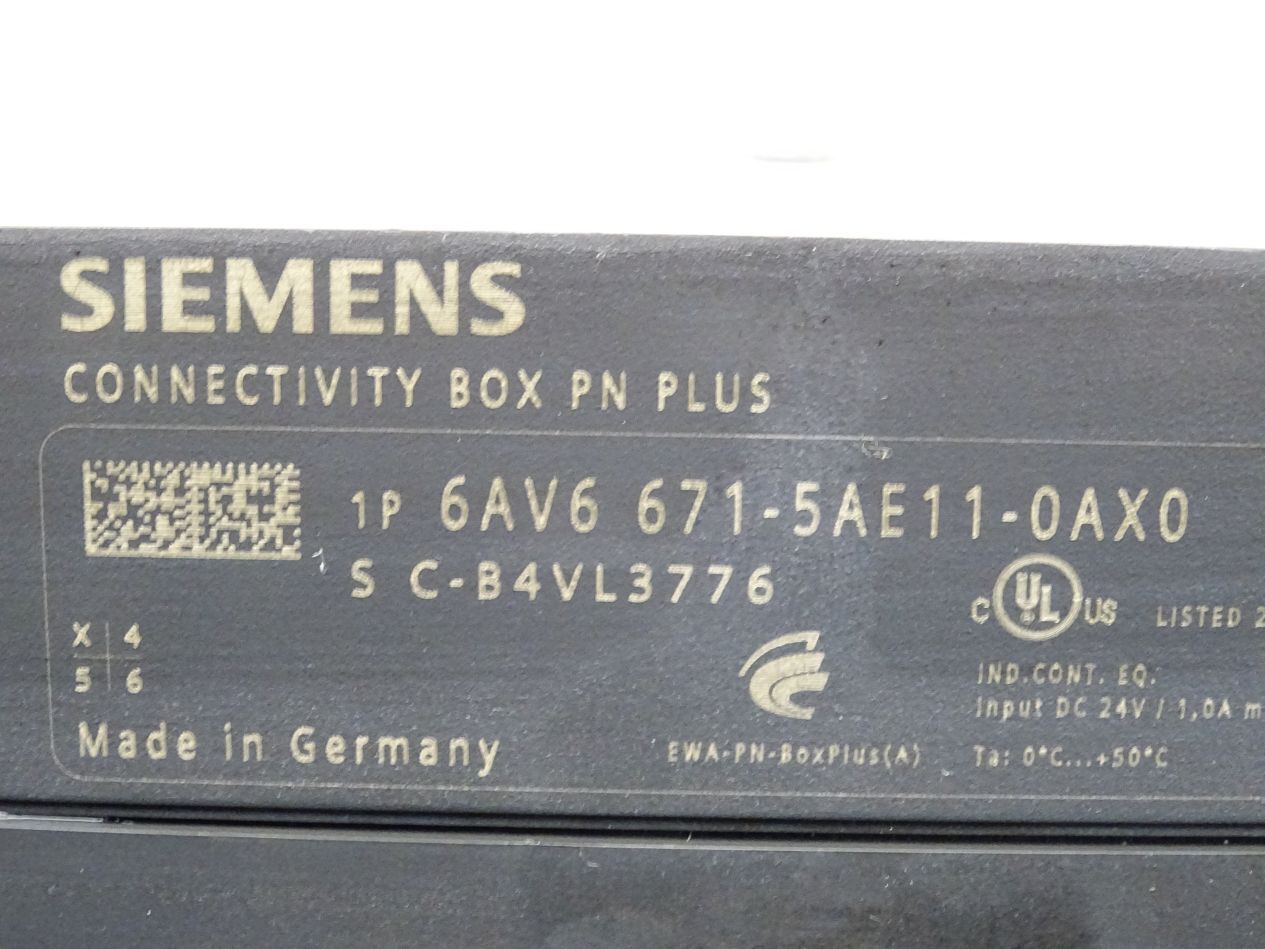 SIEMENS
CONNECTIVITY BOX PN PLUS
1P 6AV6 671-5AE11-0AX0
S C-B4VL3776
C UL US LISTED
X 4
5 6
IND.CONT. EQ.
Input DC 24V / 1,0A
Made in Germany
EWA-PN-BoxPlus(A)
Ta: 0°C...+50°C